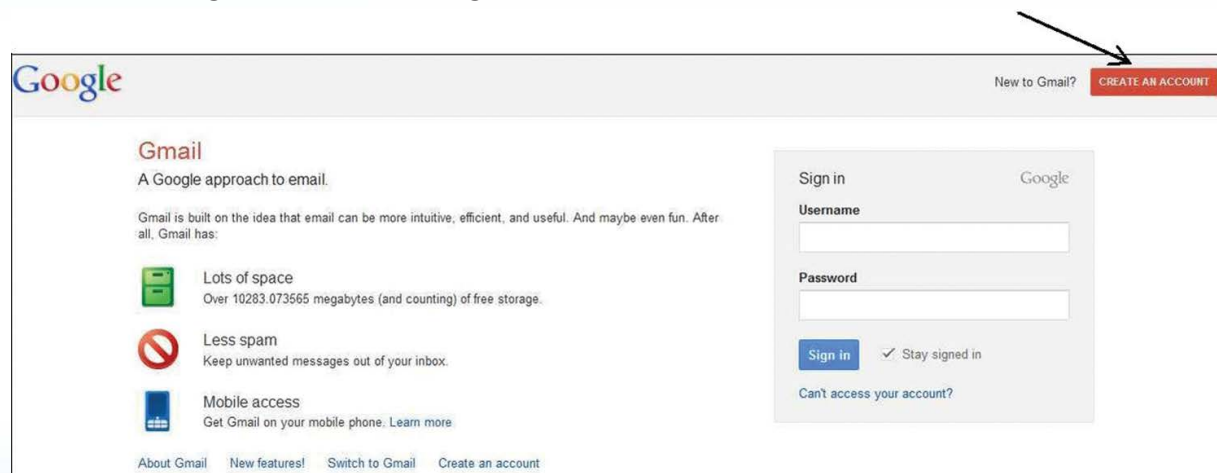 Google
New to Gmail? CREATE AN ACCOUNT
Gmail
A Google approach to email.
Gmail is built on the idea that email can be more intuitive, efficient, and useful. And maybe even fun. After
all, Gmail has:
Lots of space
Over 10283.073565 megabytes (and counting) of free storage.
Less spam
Keep unwanted messages out of your inbox.
Mobile access
Get Gmail on your mobile phone. Learn more
About Gmail New features! Switch to Gmail Create an account
Sign in Google
Username
Password
Sign in Stay signed in
Can't access your account?